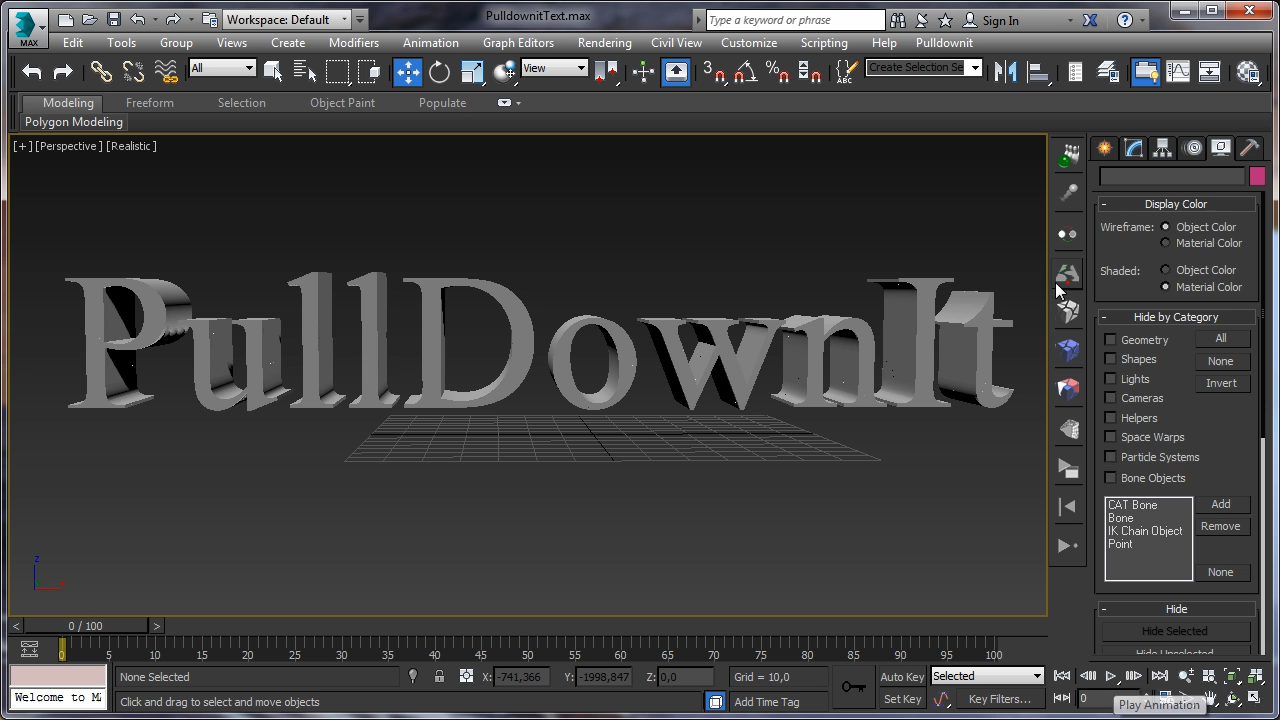 PulldownitText.max
Workspace: Default
Type a keyword or phrase
Sign In
MAX
Edit Tools Group Views Create Modifiers Animation Graph Editors Rendering Civil View Customize Scripting Help Pulldownit
All
View
3
ABC
Create Selection Se
Modeling Freeform Selection Object Paint Populate
Polygon Modeling
[+] [Perspective] [Realistic]
PullDownIt
z
Display Color
Wireframe: Object Color
Material Color
Shaded: Object Color
Material Color
Hide by Category
Geometry
Shapes
Lights
Cameras
Helpers
Space Warps
Particle Systems
Bone Objects
All
None
Invert
CAT Bone
Bone
IK Chain Object
Point
Add
Remove
None
Hide
Hide Selected
Hide Unselected
< 0 / 100 >
0 5 10 15 20 25 30 35 40 45 50 55 60 65 70 75 80 85 90 95 100
None Selected
X: -741,366 Y: -1998,847 Z: 0,0
Grid = 10,0
Auto Key
Selected
Welcome to M
Click and drag to select and move objects
Add Time Tag
Set Key
Key Filters...
0
Play Animation